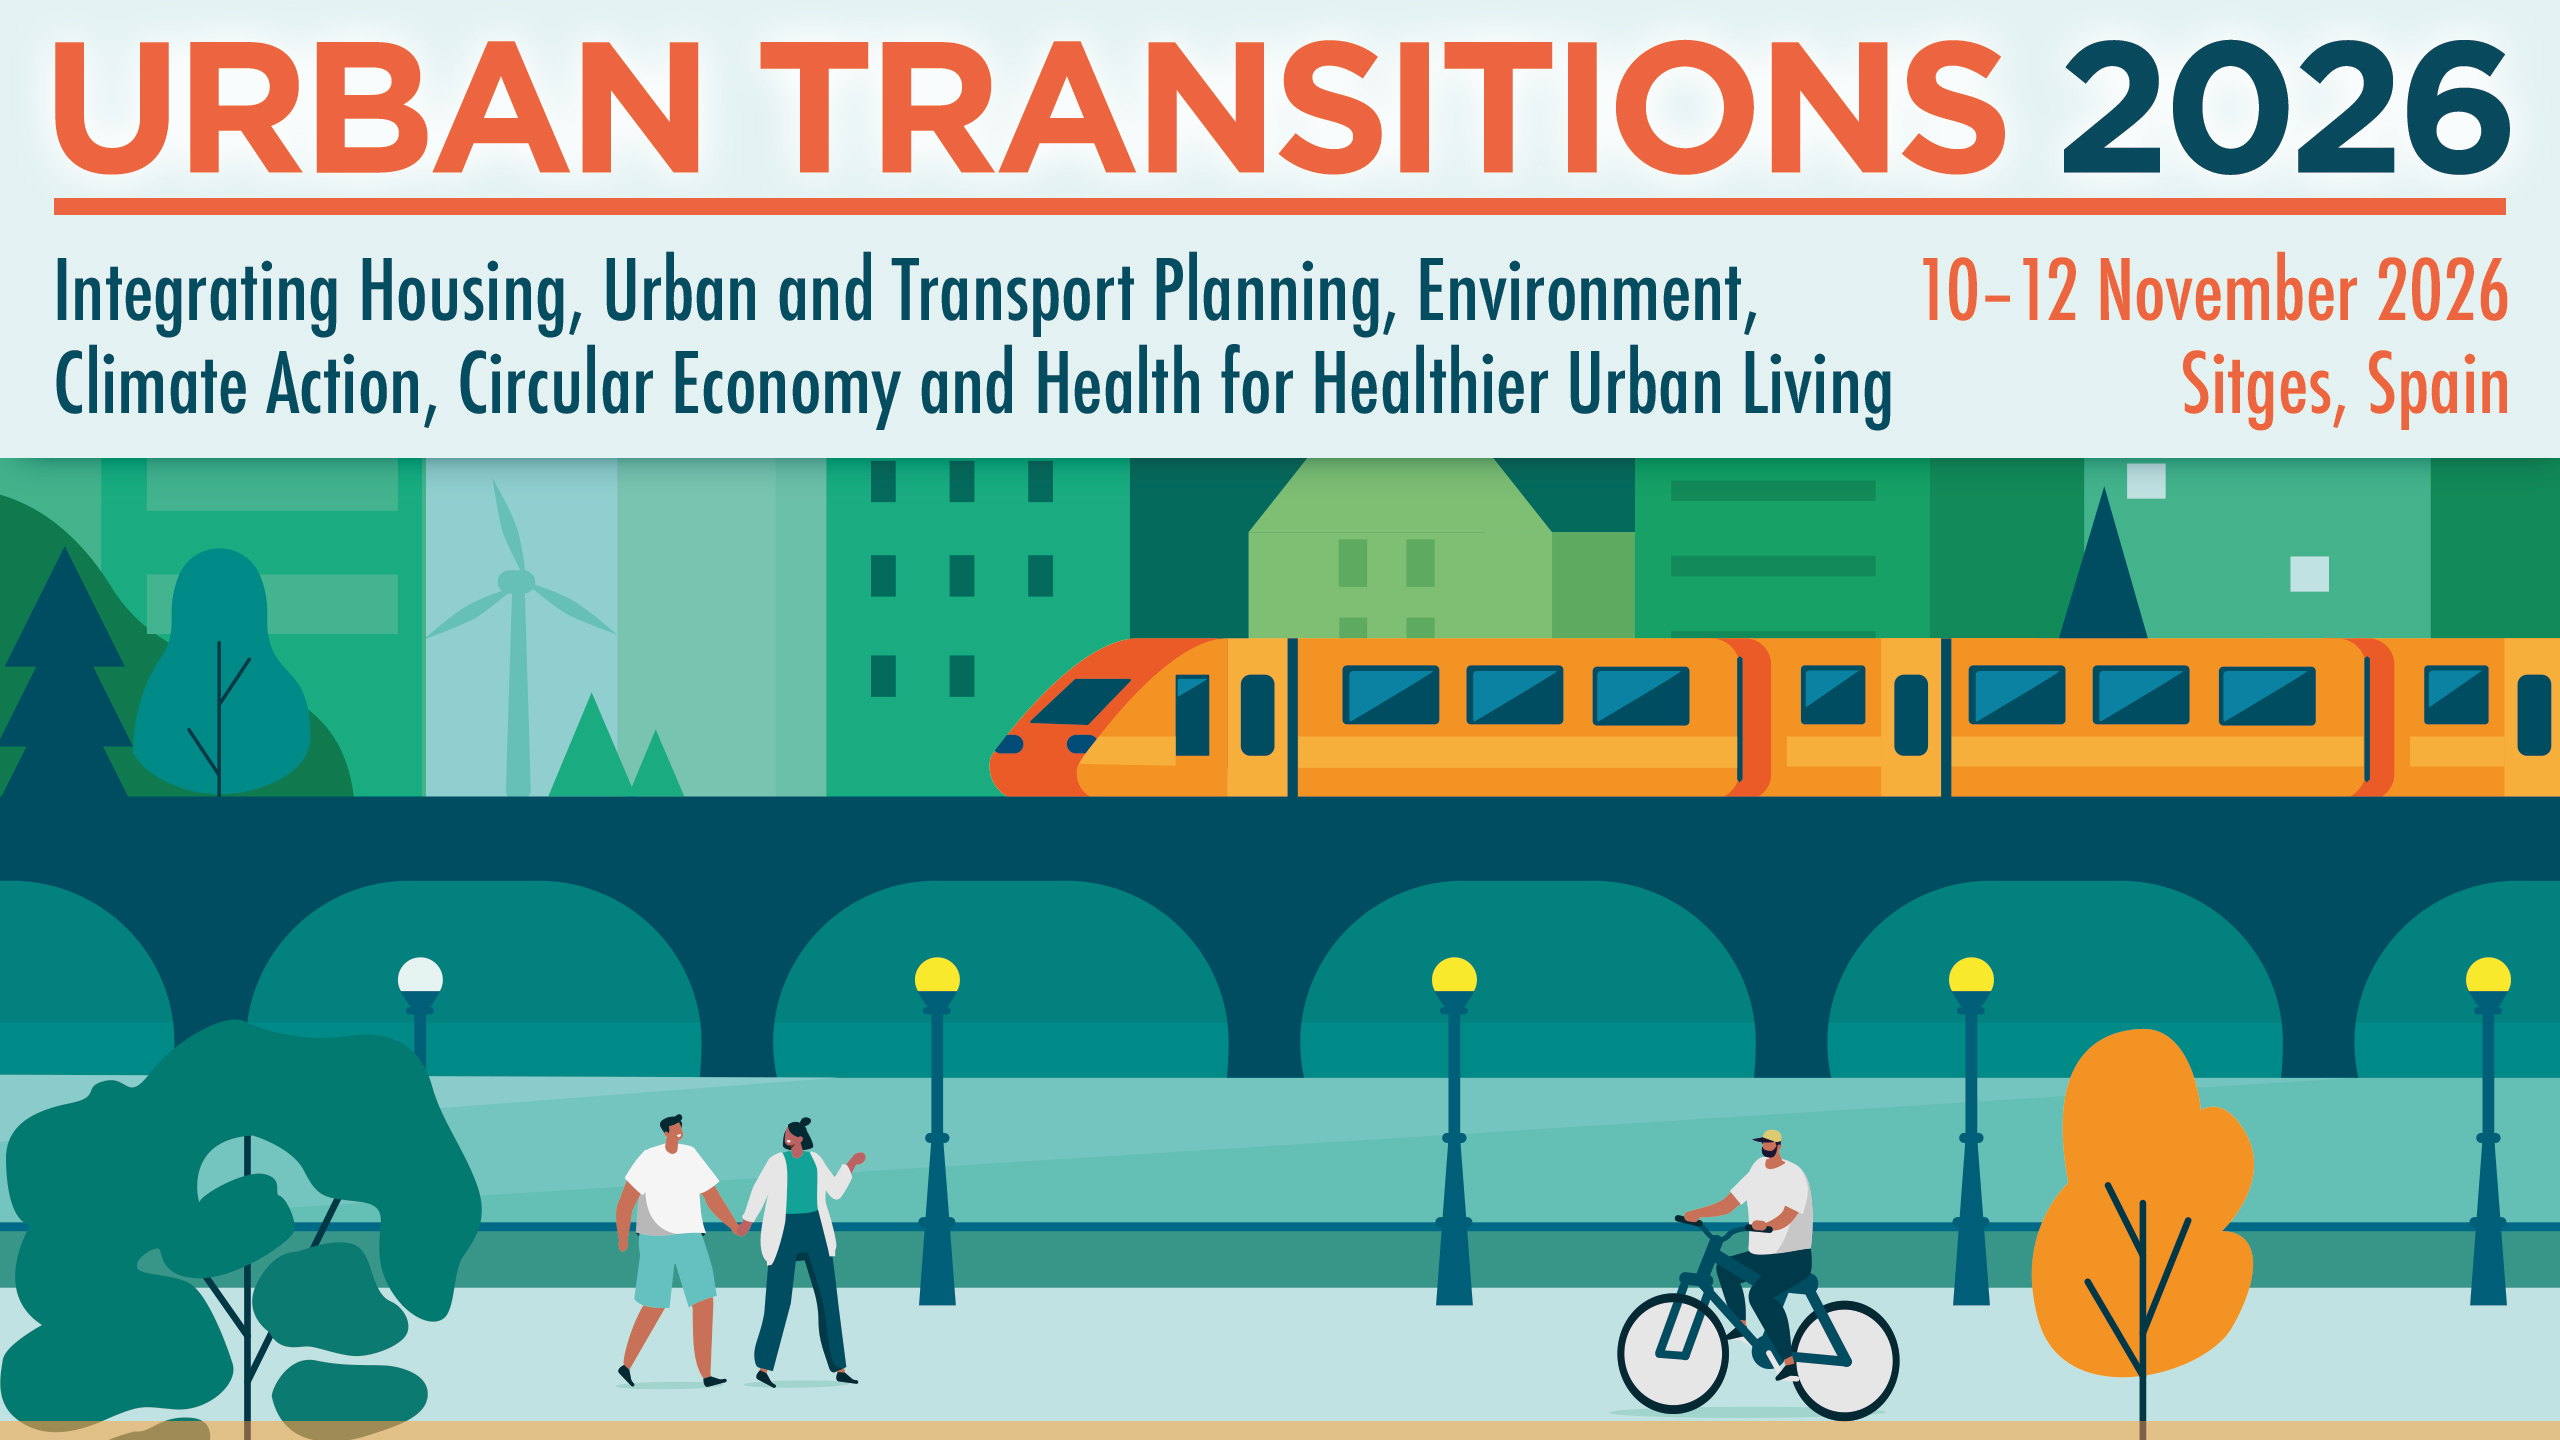 URBAN TRANSITIONS 2026
Integrating Housing, Urban and Transport Planning, Environment,
Climate Action, Circular Economy and Health for Healthier Urban Living
10–12 November 2026
Sitges, Spain